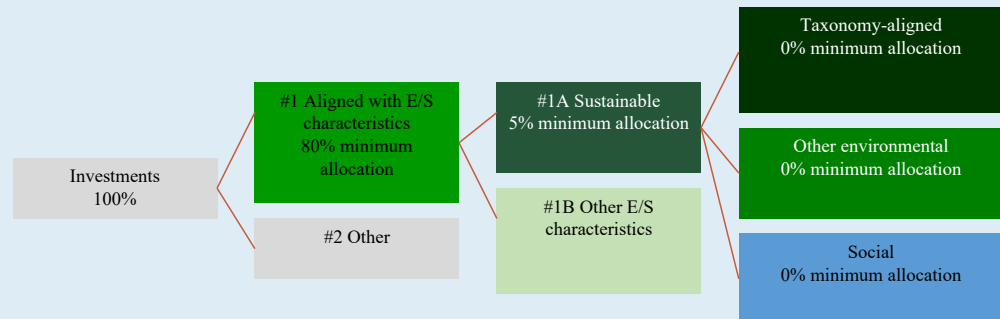 Investments
100%
#1 Aligned with E/S
characteristics
80% minimum
allocation
#2 Other
#1A Sustainable
5% minimum allocation
#1B Other E/S
characteristics
Taxonomy-aligned
0% minimum allocation
Other environmental
0% minimum allocation
Social
0% minimum allocation